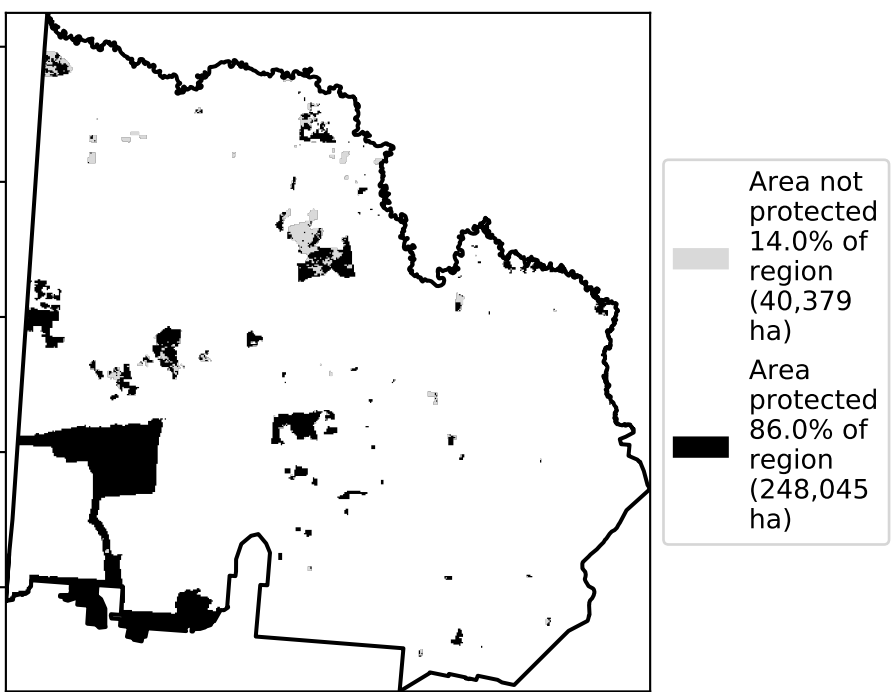 Area not
protected
14.0% of
region
(40,379
ha)
Area
protected
86.0% of
region
(248,045
ha)